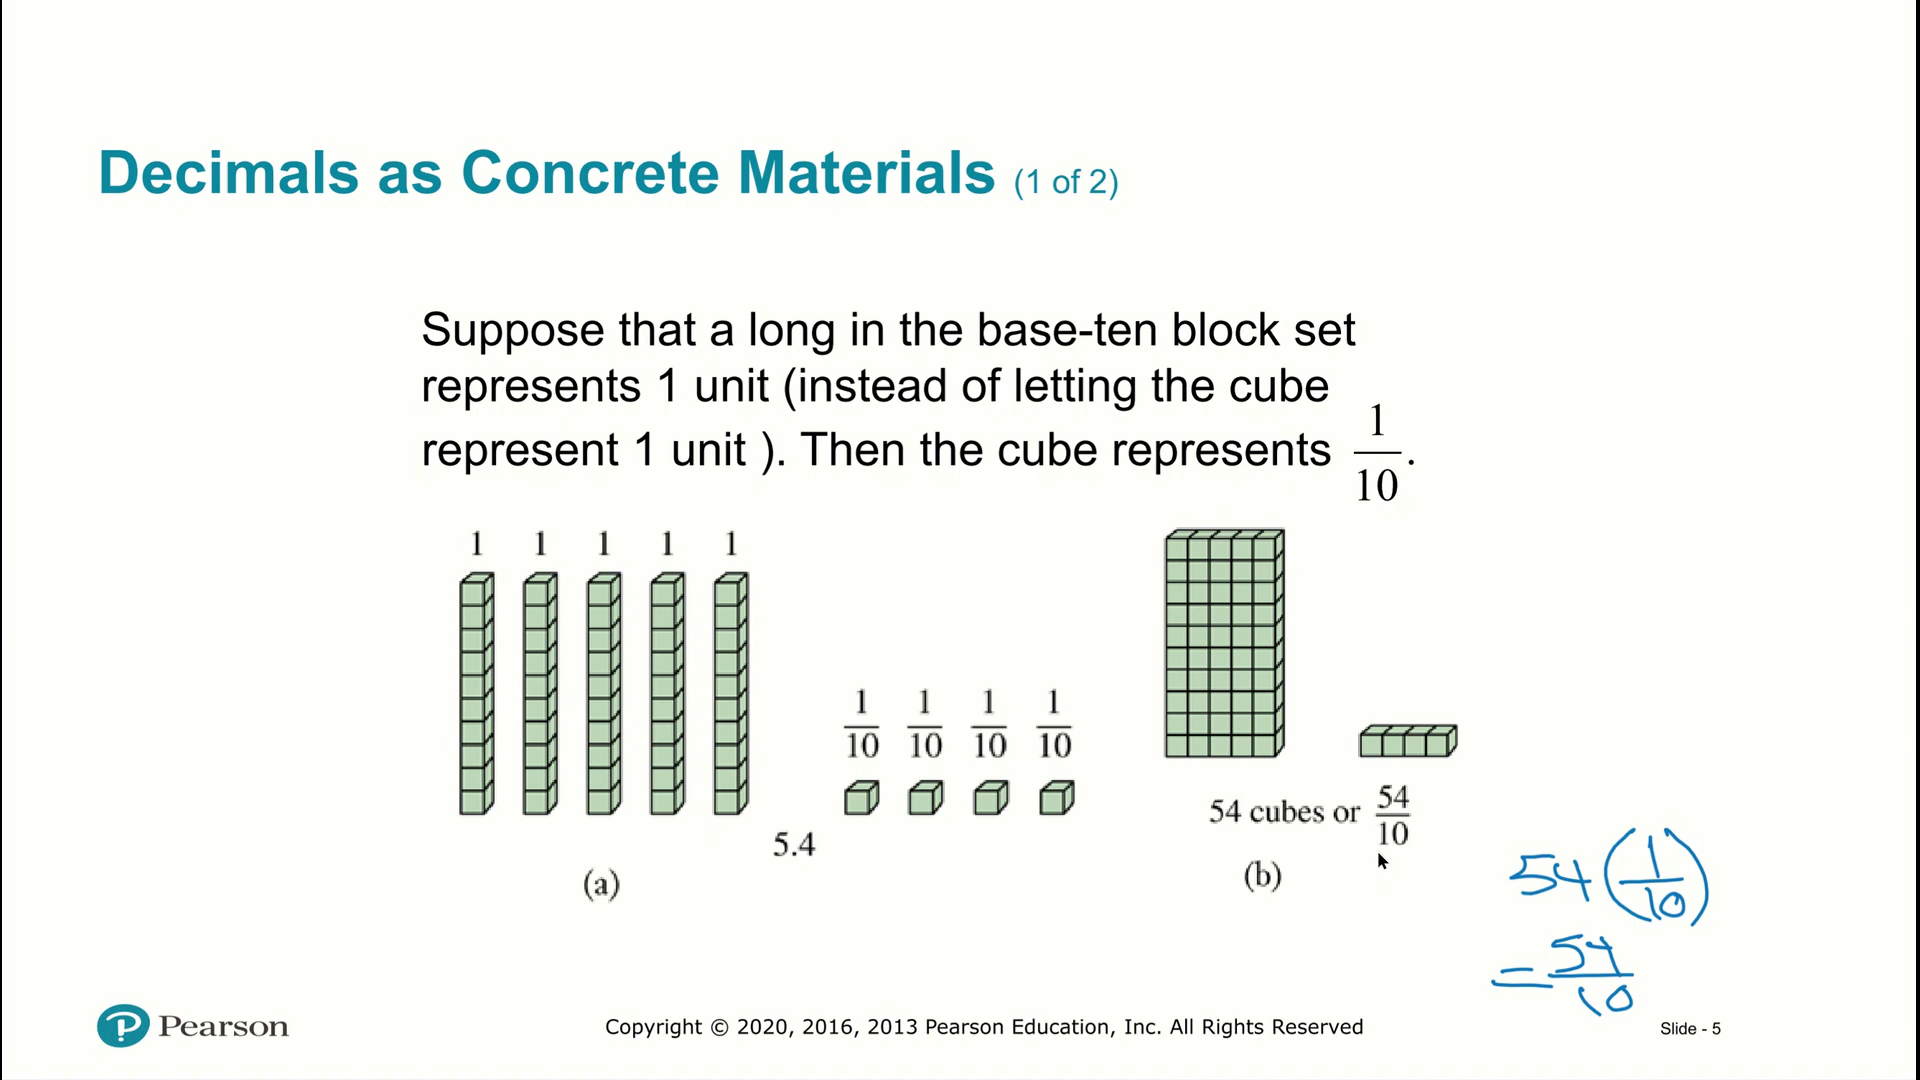 Decimals as Concrete Materials (1 of 2)
Suppose that a long in the base-ten block set
represents 1 unit (instead of letting the cube
represent 1 unit ). Then the cube represents 1/10.
1 1 1 1 1
1/10 1/10 1/10 1/10
5.4
(a)
54 cubes or 54/10
(b)
54(1/10)
=54/10
Pearson
Copyright © 2020, 2016, 2013 Pearson Education, Inc. All Rights Reserved
Slide - 5